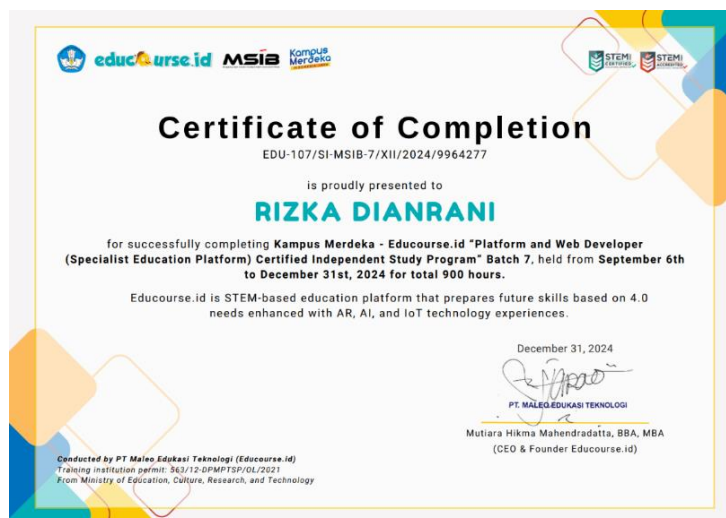 educourse.id MSIB Kampus Merdeka
STEMI CERTIFIED STEMI ACCREDITED
Certificate of Completion
EDU-107/SI-MSIB-7/XII/2024/9964277
is proudly presented to
RIZKA DIANRANI
for successfully completing Kampus Merdeka - Educourse.id "Platform and Web Developer
(Specialist Education Platform) Certified Independent Study Program" Batch 7, held from September 6th
to December 31st, 2024 for total 900 hours.
Educourse.id is STEM-based education platform that prepares future skills based on 4.0
needs enhanced with AR, AI, and IoT technology experiences.
December 31, 2024
PT. MALEO EDUKASI TEKNOLOGI
Mutiara Hikma Mahendradatta, BBA, MBA
(CEO & Founder Educourse.id)
Conducted by PT Maleo Edukasi Teknologi (Educourse.id)
Training institution permit: 563/12-DPMPTSP/OL/2021
From Ministry of Education, Culture, Research, and Technology